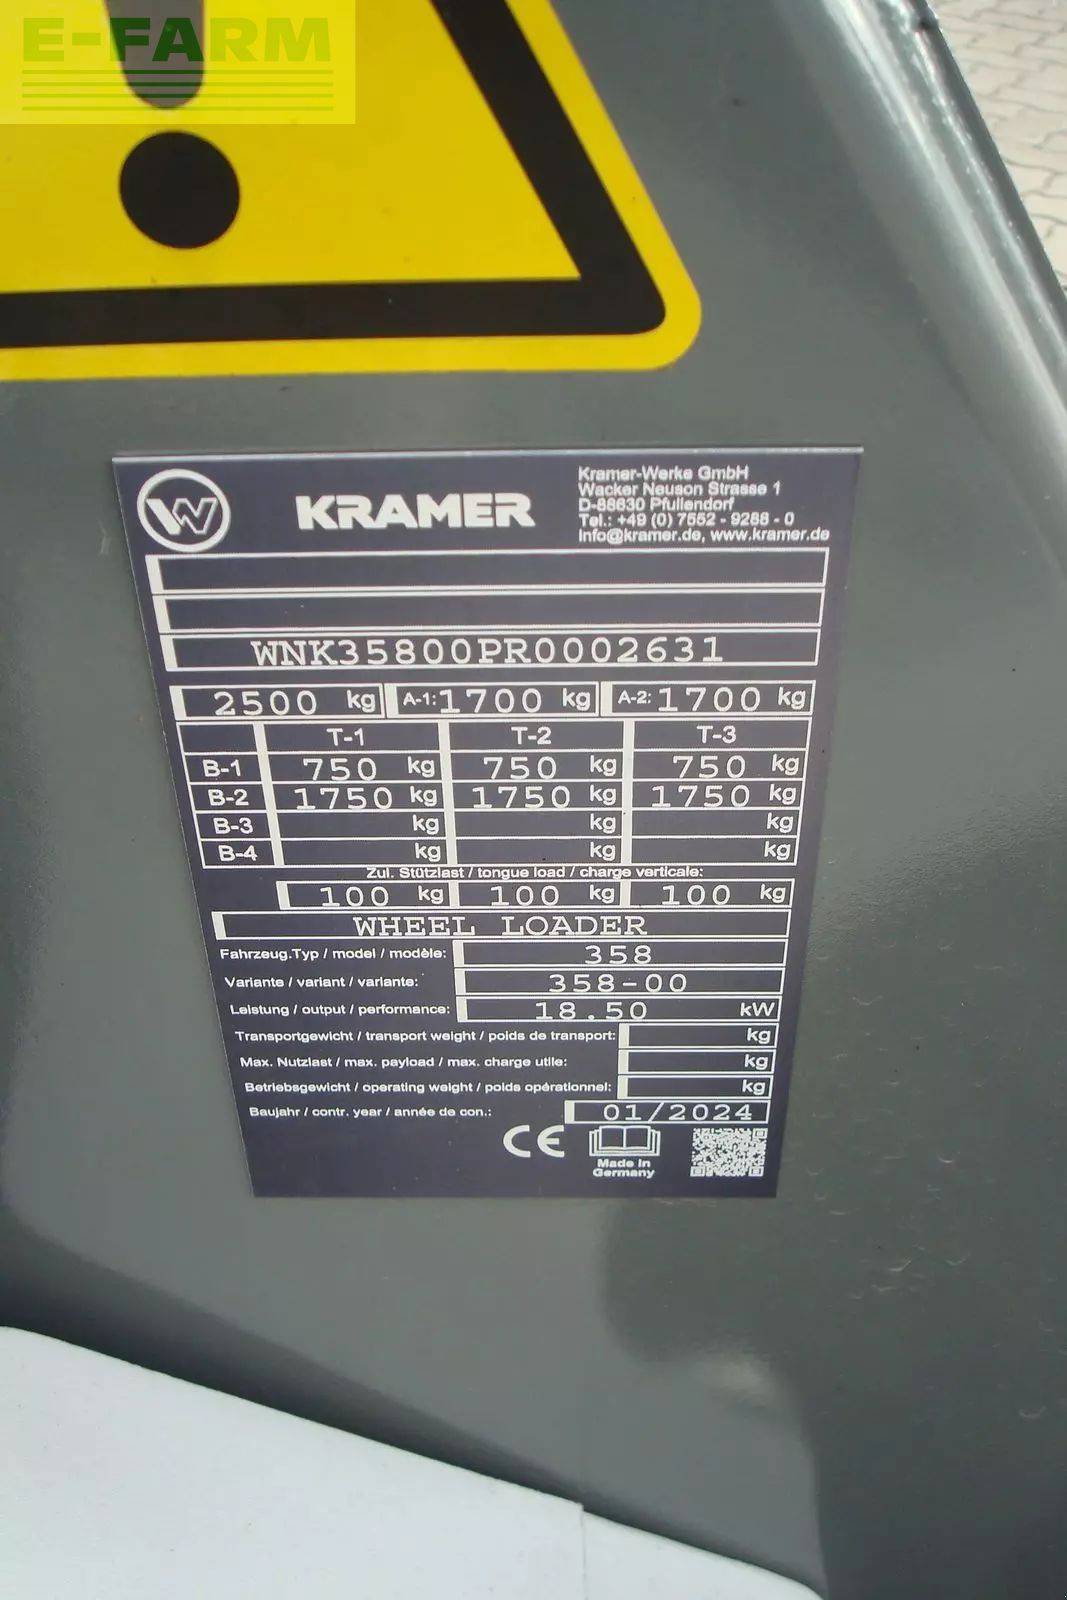 E-FARM
KRAMER
Kramer-Werke GmbH
Wacker Neuson Strasse 1
D-88630 Pfullendorf
Tel.: +49 (0) 7552 - 9288 - 0
info@kramer.de, www.kramer.de
WNK35800PR0002631
2500 kg A-1: 1700 kg A-2: 1700 kg
T-1 T-2 T-3
B-1 750 kg 750 kg 750 kg
B-2 1750 kg 1750 kg 1750 kg
B-3 kg kg kg
B-4 kg kg kg
Zul. Stützlast / tongue load / charge verticale:
100 kg 100 kg 100 kg
WHEEL LOADER
Fahrzeug.Typ / model / modèle: 358
Variante / variant / variante: 358-00
Leistung / output / performance: 18.50 kW
Transportgewicht / transport weight / poids de transport: kg
Max. Nutzlast / max. payload / max. charge utile: kg
Betriebsgewicht / operating weight / poids opérationnel: kg
Baujahr / contr. year / année de con.: 01/2024
CE
Made in
Germany